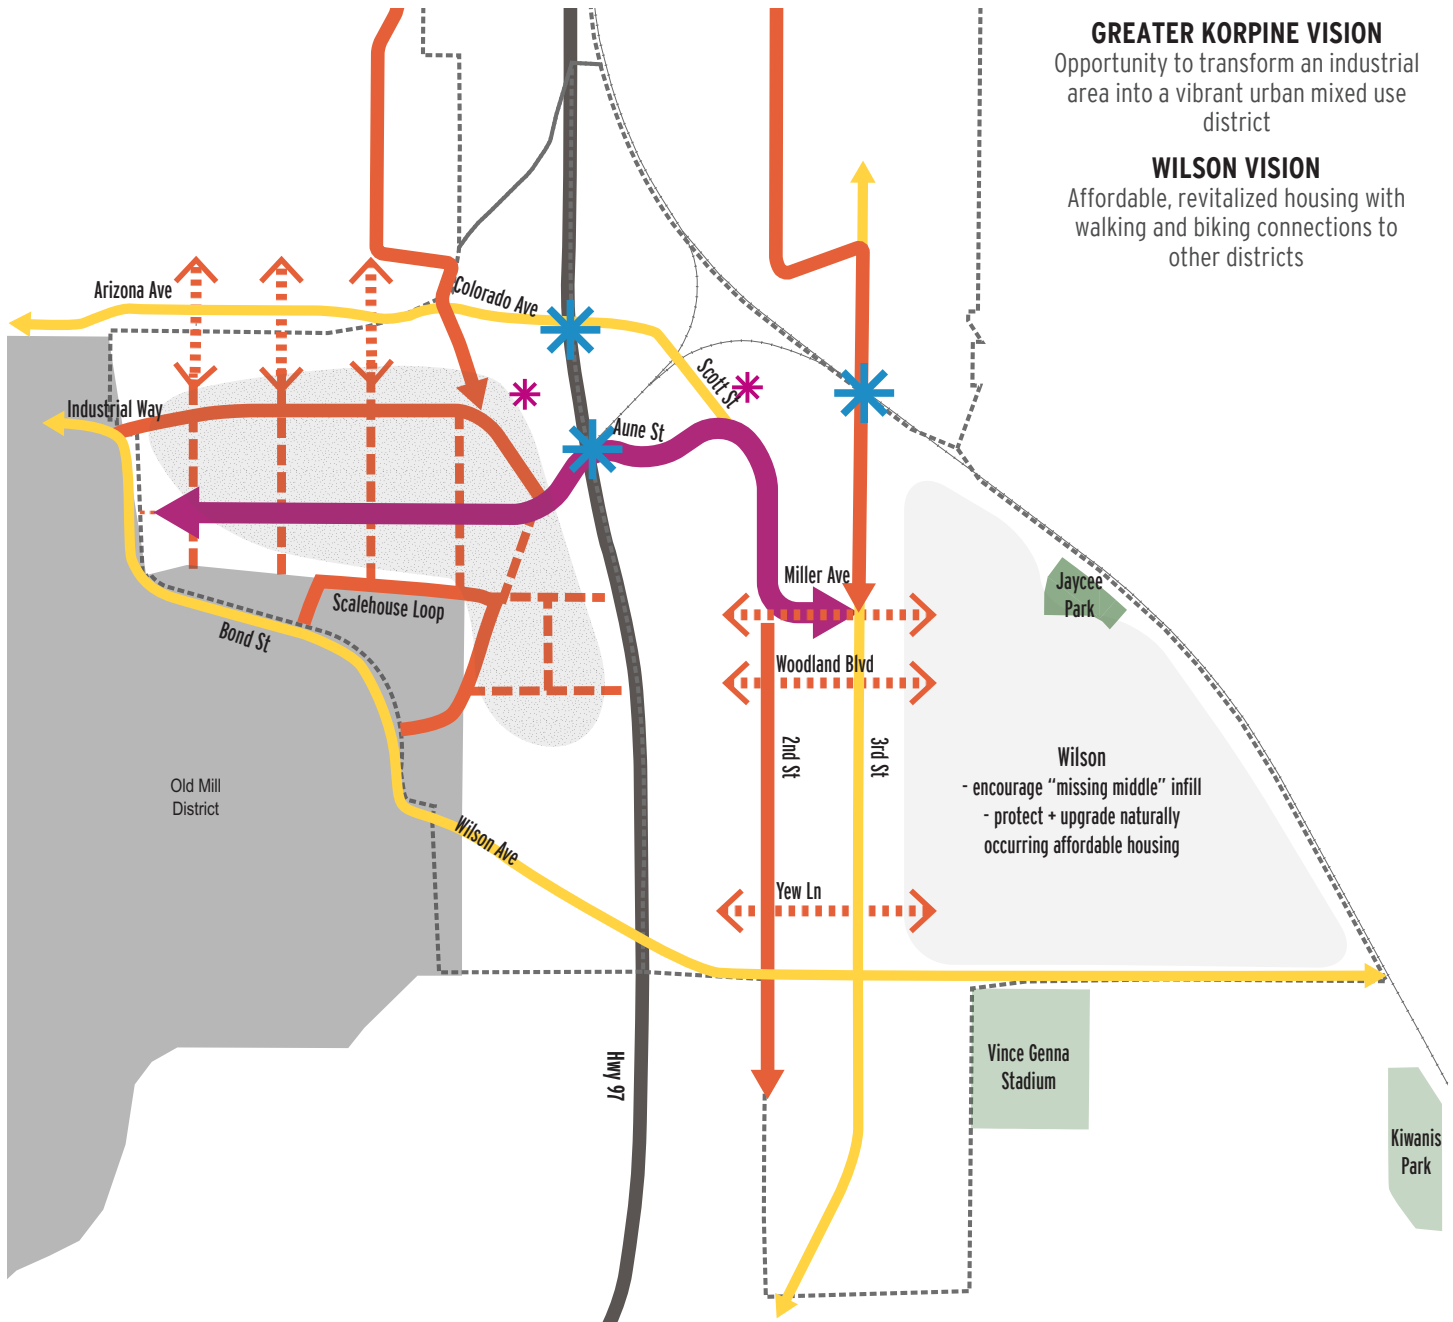 GREATER KORPINE VISION
Opportunity to transform an industrial
area into a vibrant urban mixed use
district
WILSON VISION
Affordable, revitalized housing with
walking and biking connections to
other districts
Arizona Ave
Colorado Ave
Scott St
Industrial Way
Aune St
Miller Ave
Jaycee
Park
Scalehouse Loop
Bond St
Woodland Blvd
2nd St
3rd St
Old Mill
District
Wilson
- encourage “missing middle” infill
- protect + upgrade naturally
occurring affordable housing
Wilson Ave
Yew Ln
Hwy 97
Vince Genna
Stadium
Kiwanis
Park